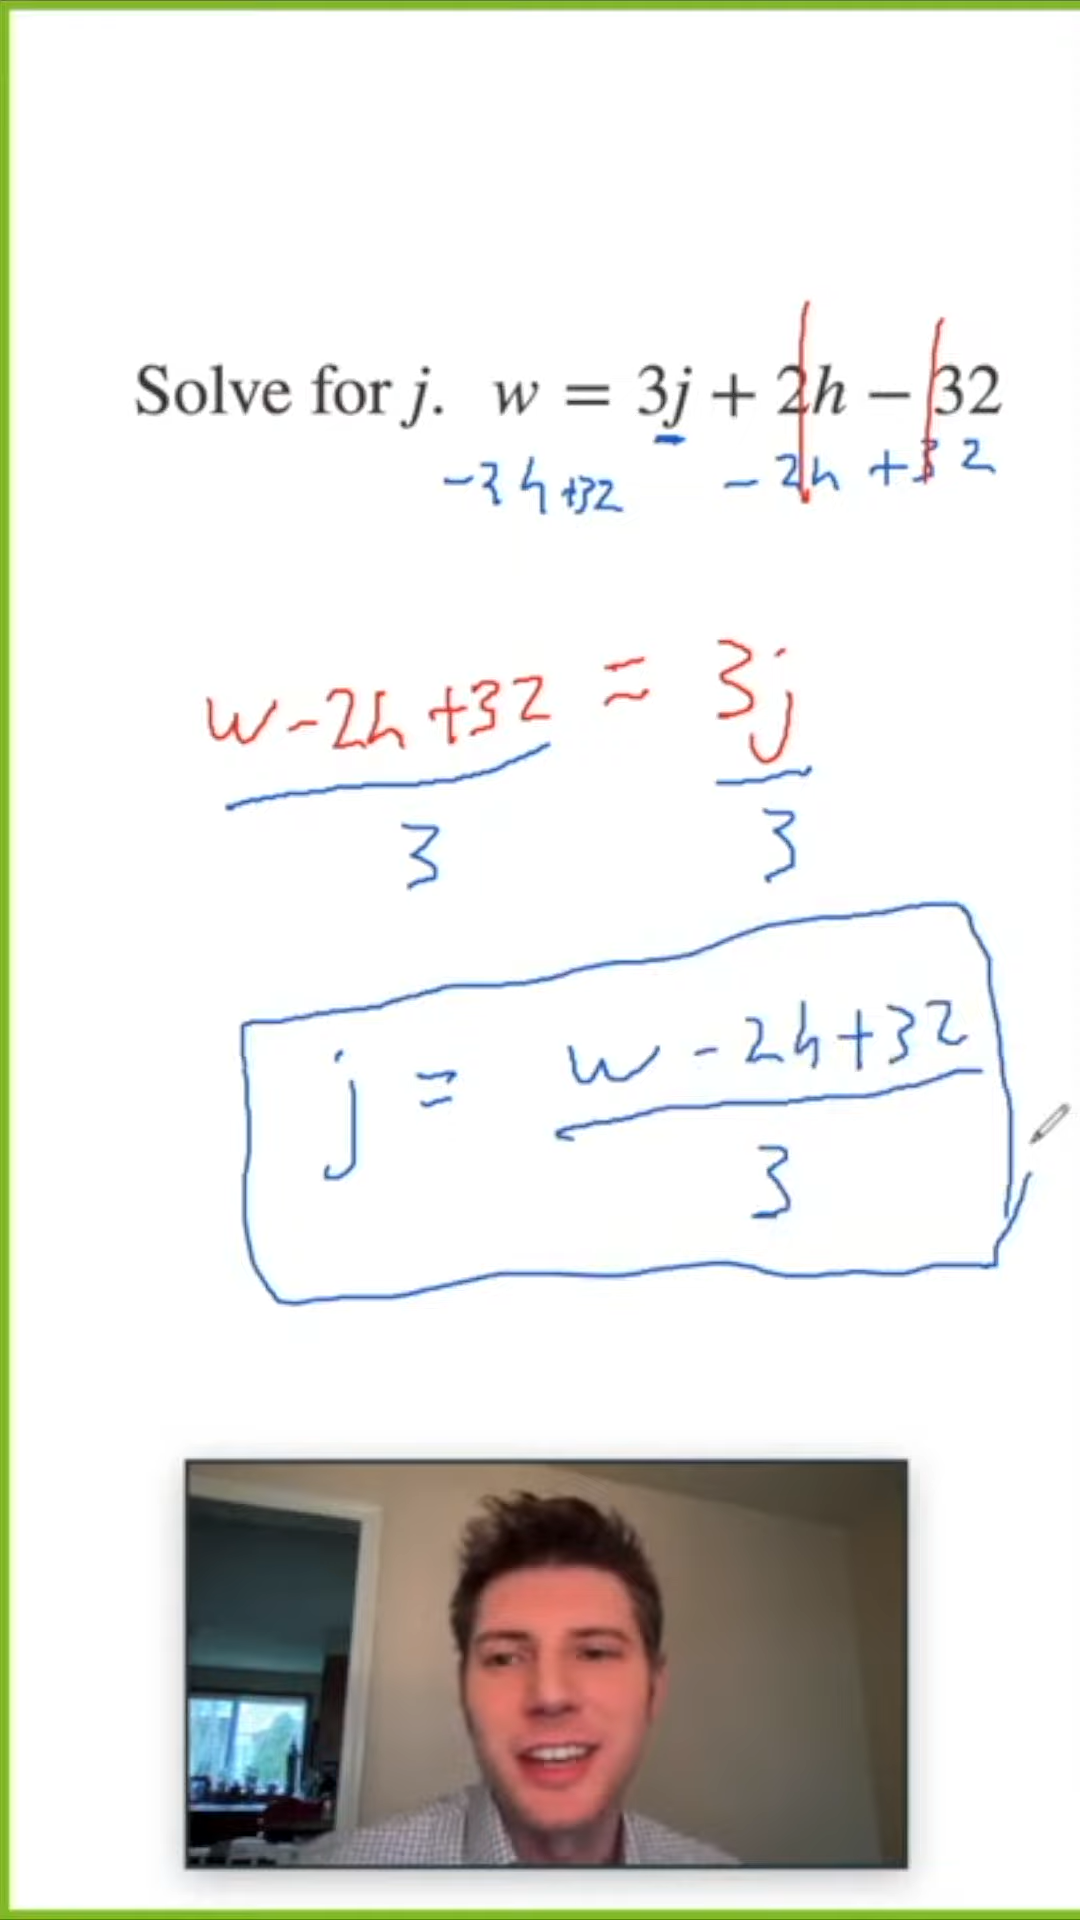 Solve for j. w = 3j + 2h − 32
-2h+32 -2h +32
w-2h+32 = 3j
3 3
j = w-2h+32
3